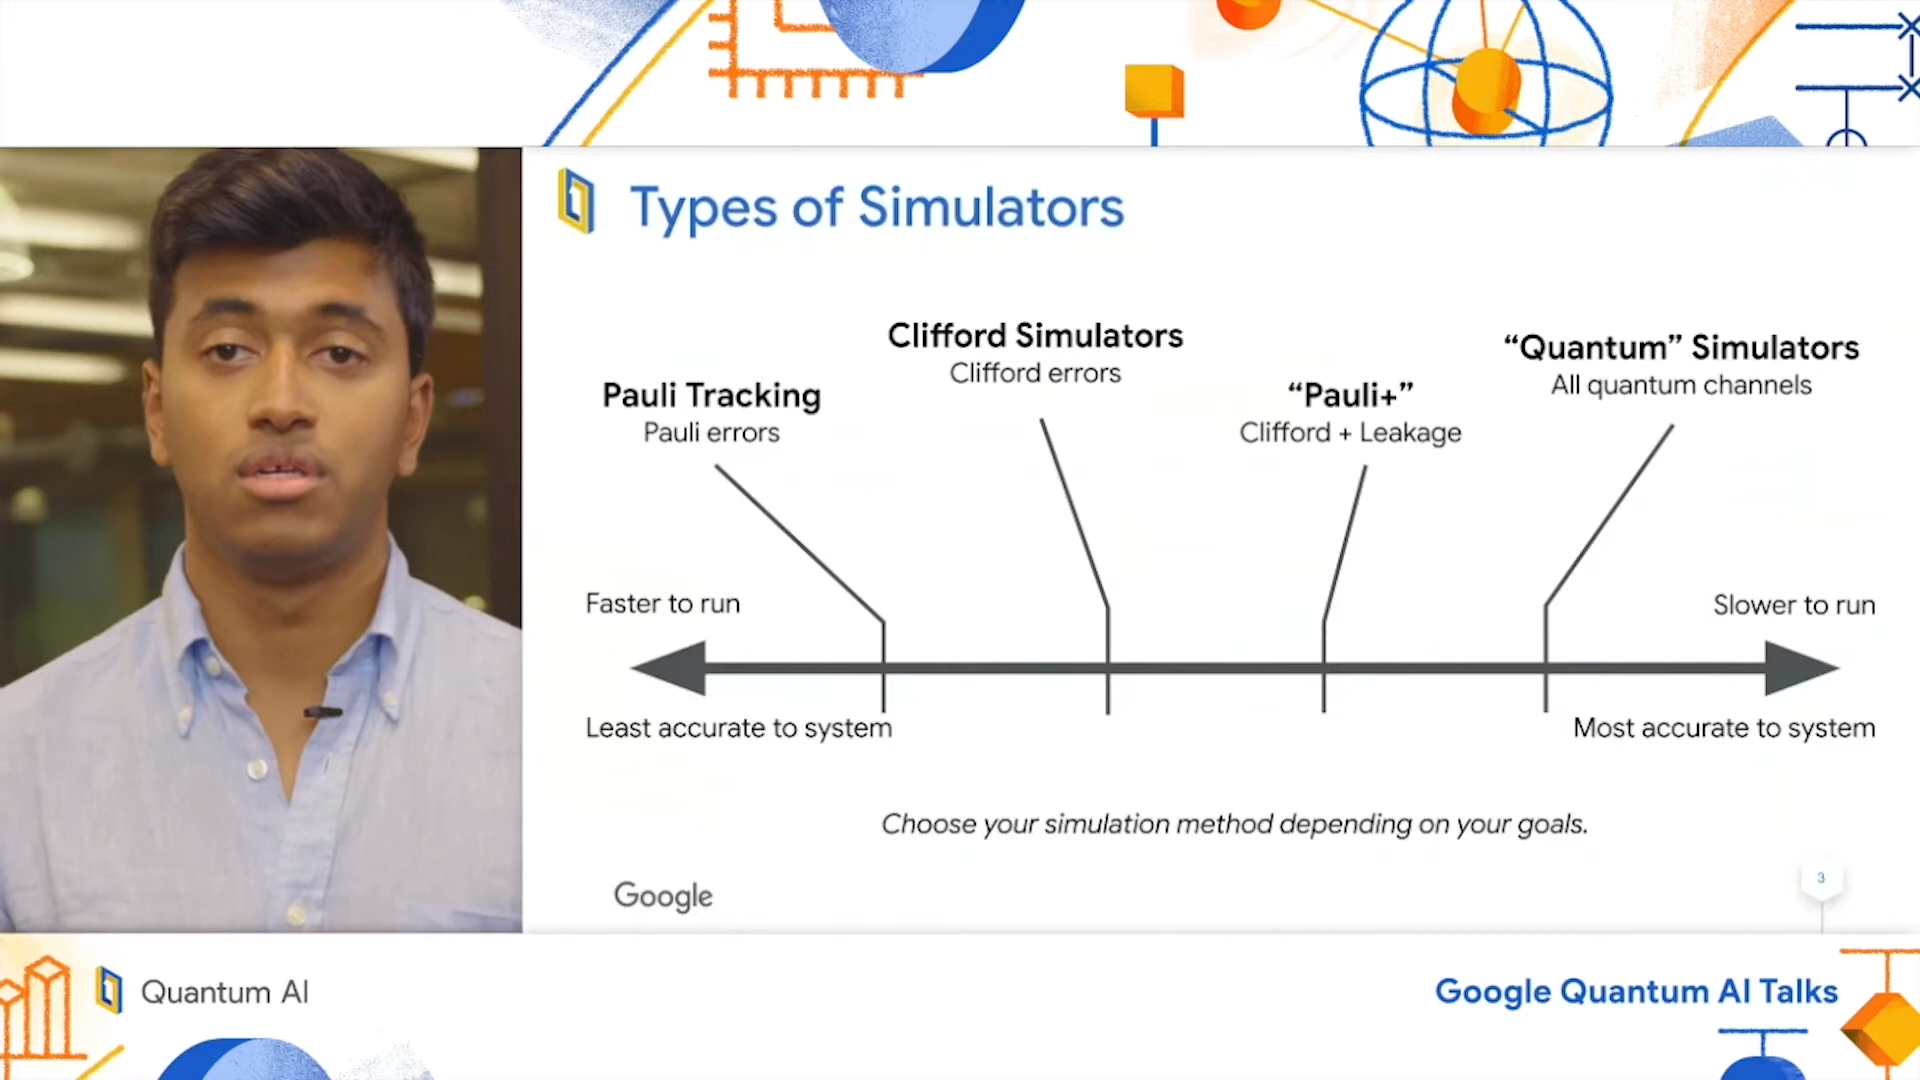 Types of Simulators
Clifford Simulators
Clifford errors
"Quantum" Simulators
All quantum channels
Pauli Tracking
Pauli errors
“Pauli+”
Clifford + Leakage
Faster to run
Slower to run
Least accurate to system
Most accurate to system
Choose your simulation method depending on your goals.
Google
3
Quantum AI
Google Quantum AI Talks